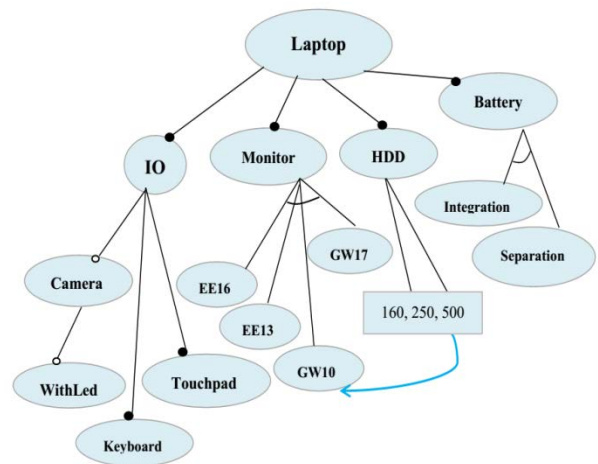 Laptop
Battery
IO
Monitor
HDD
Integration
Separation
GW17
Camera
EE16
EE13
160, 250, 500
GW10
Touchpad
WithLed
Keyboard